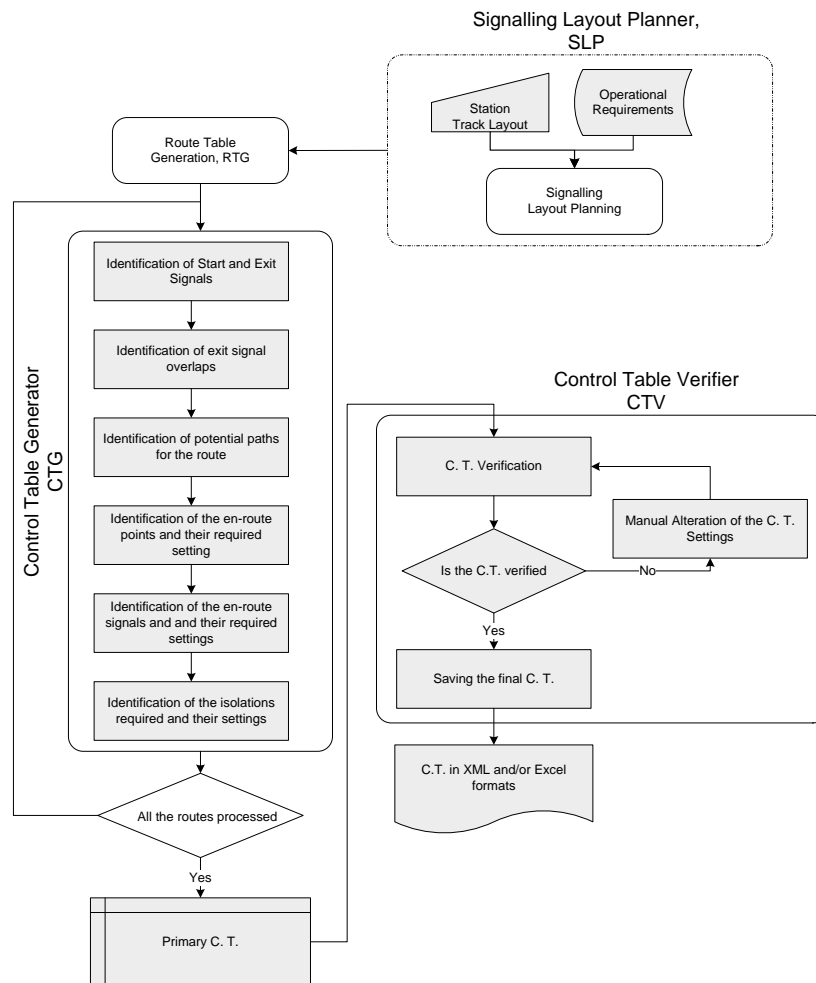 Signalling Layout Planner,
SLP
Station
Track Layout
Operational
Requirements
Signalling
Layout Planning
Route Table
Generation, RTG
Control Table Generator
CTG
Identification of Start and Exit
Signals
Identification of exit signal
overlaps
Identification of potential paths
for the route
Identification of the en-route
points and their required
setting
Identification of the en-route
signals and and their required
settings
Identification of the isolations
required and their settings
All the routes processed
Yes
Primary C. T.
Control Table Verifier
CTV
C. T. Verification
Manual Alteration of the C. T.
Settings
Is the C.T. verified
No
Yes
Saving the final C. T.
C.T. in XML and/or Excel
formats